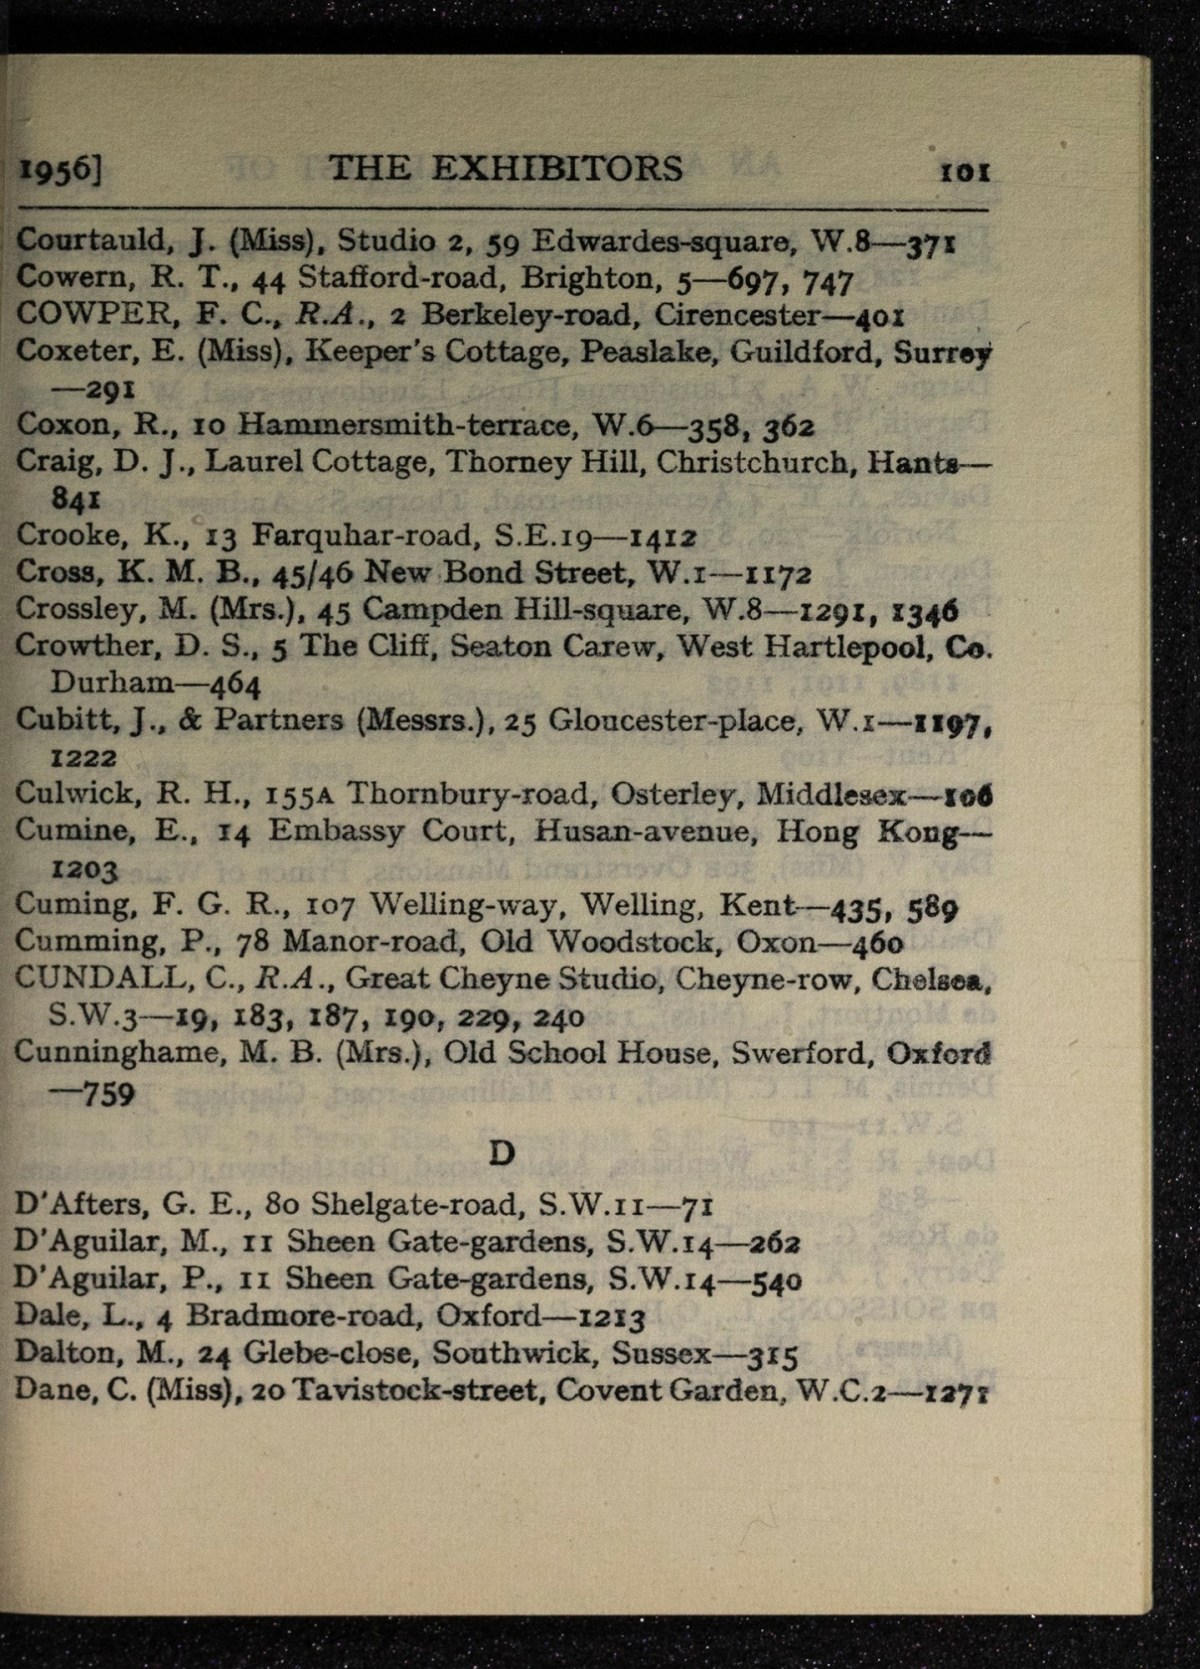 1956] THE EXHIBITORS 101
Courtauld, J. (Miss), Studio 2, 59 Edwardes-square, W.8—371
Cowern, R. T., 44 Stafford-road, Brighton, 5—697, 747
COWPER, F. C., R.A., 2 Berkeley-road, Cirencester—401
Coxeter, E. (Miss), Keeper's Cottage, Peaslake, Guildford, Surrey
—291
Coxon, R., 10 Hammersmith-terrace, W.6—358, 362
Craig, D. J., Laurel Cottage, Thorney Hill, Christchurch, Hants—
841
Crooke, K., 13 Farquhar-road, S.E.19—1412
Cross, K. M. B., 45/46 New Bond Street, W.1—1172
Crossley, M. (Mrs.), 45 Campden Hill-square, W.8—1291, 1346
Crowther, D. S., 5 The Cliff, Seaton Carew, West Hartlepool, Co.
Durham—464
Cubitt, J., & Partners (Messrs.), 25 Gloucester-place, W.1—1197,
1222
Culwick, R. H., 155A Thornbury-road, Osterley, Middlesex—106
Cumine, E., 14 Embassy Court, Husan-avenue, Hong Kong—
1203
Cuming, F. G. R., 107 Welling-way, Welling, Kent—435, 589
Cumming, P., 78 Manor-road, Old Woodstock, Oxon—460
CUNDALL, C., R.A., Great Cheyne Studio, Cheyne-row, Chelsea,
S.W.3—19, 183, 187, 190, 229, 240
Cunninghame, M. B. (Mrs.), Old School House, Swerford, Oxford
—759
D
D'Afters, G. E., 80 Shelgate-road, S.W.11—71
D'Aguilar, M., 11 Sheen Gate-gardens, S.W.14—262
D'Aguilar, P., 11 Sheen Gate-gardens, S.W.14—540
Dale, L., 4 Bradmore-road, Oxford—1213
Dalton, M., 24 Glebe-close, Southwick, Sussex—315
Dane, C. (Miss), 20 Tavistock-street, Covent Garden, W.C.2—1271